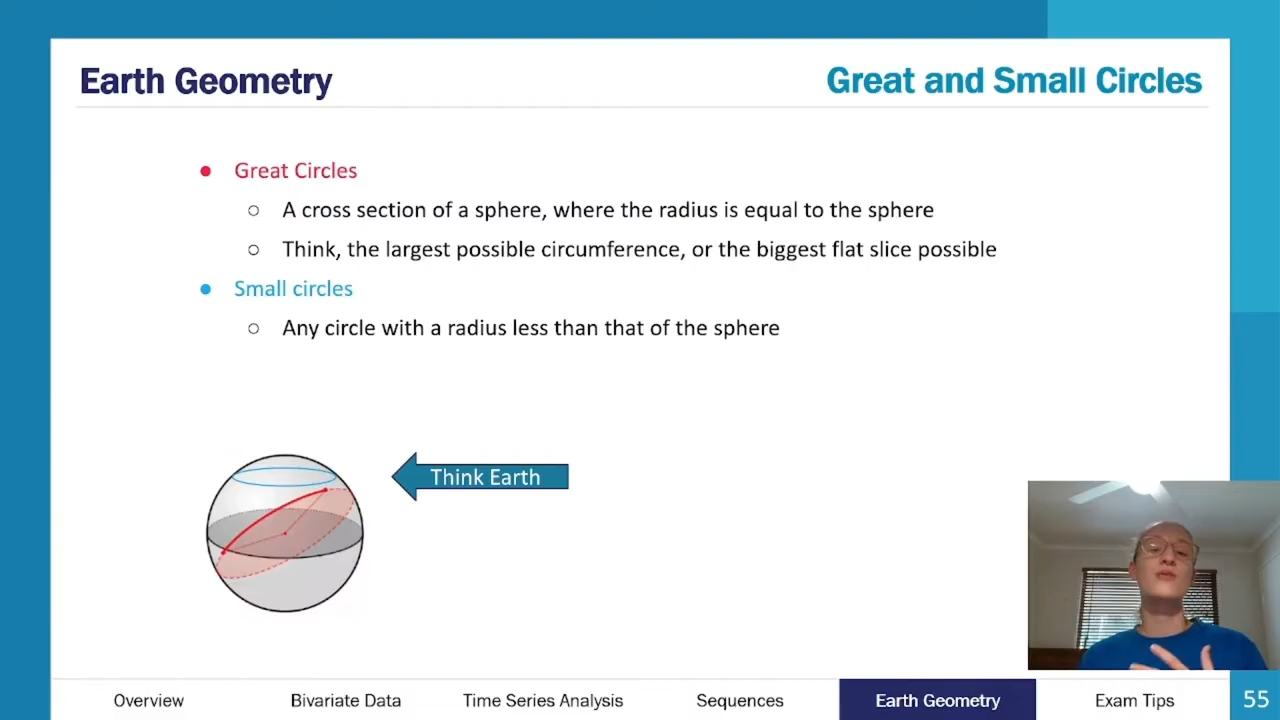 Earth Geometry
Great and Small Circles
Great Circles
A cross section of a sphere, where the radius is equal to the sphere
Think, the largest possible circumference, or the biggest flat slice possible
Small circles
Any circle with a radius less than that of the sphere
Think Earth
Overview
Bivariate Data
Time Series Analysis
Sequences
Earth Geometry
Exam Tips
55